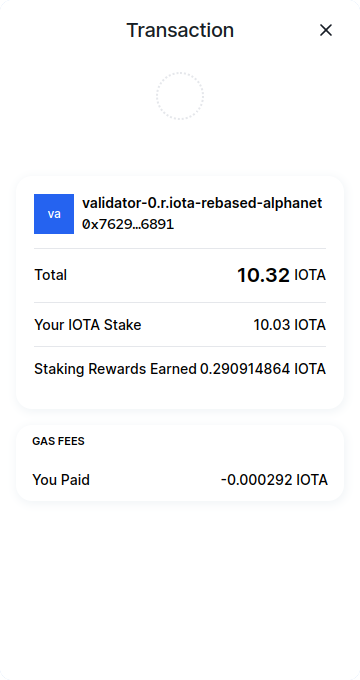 Transaction
va
validator-0.r.iota-rebased-alphanet
0x7629…6891
Total 10.32 IOTA
Your IOTA Stake 10.03 IOTA
Staking Rewards Earned 0.290914864 IOTA
GAS FEES
You Paid -0.000292 IOTA